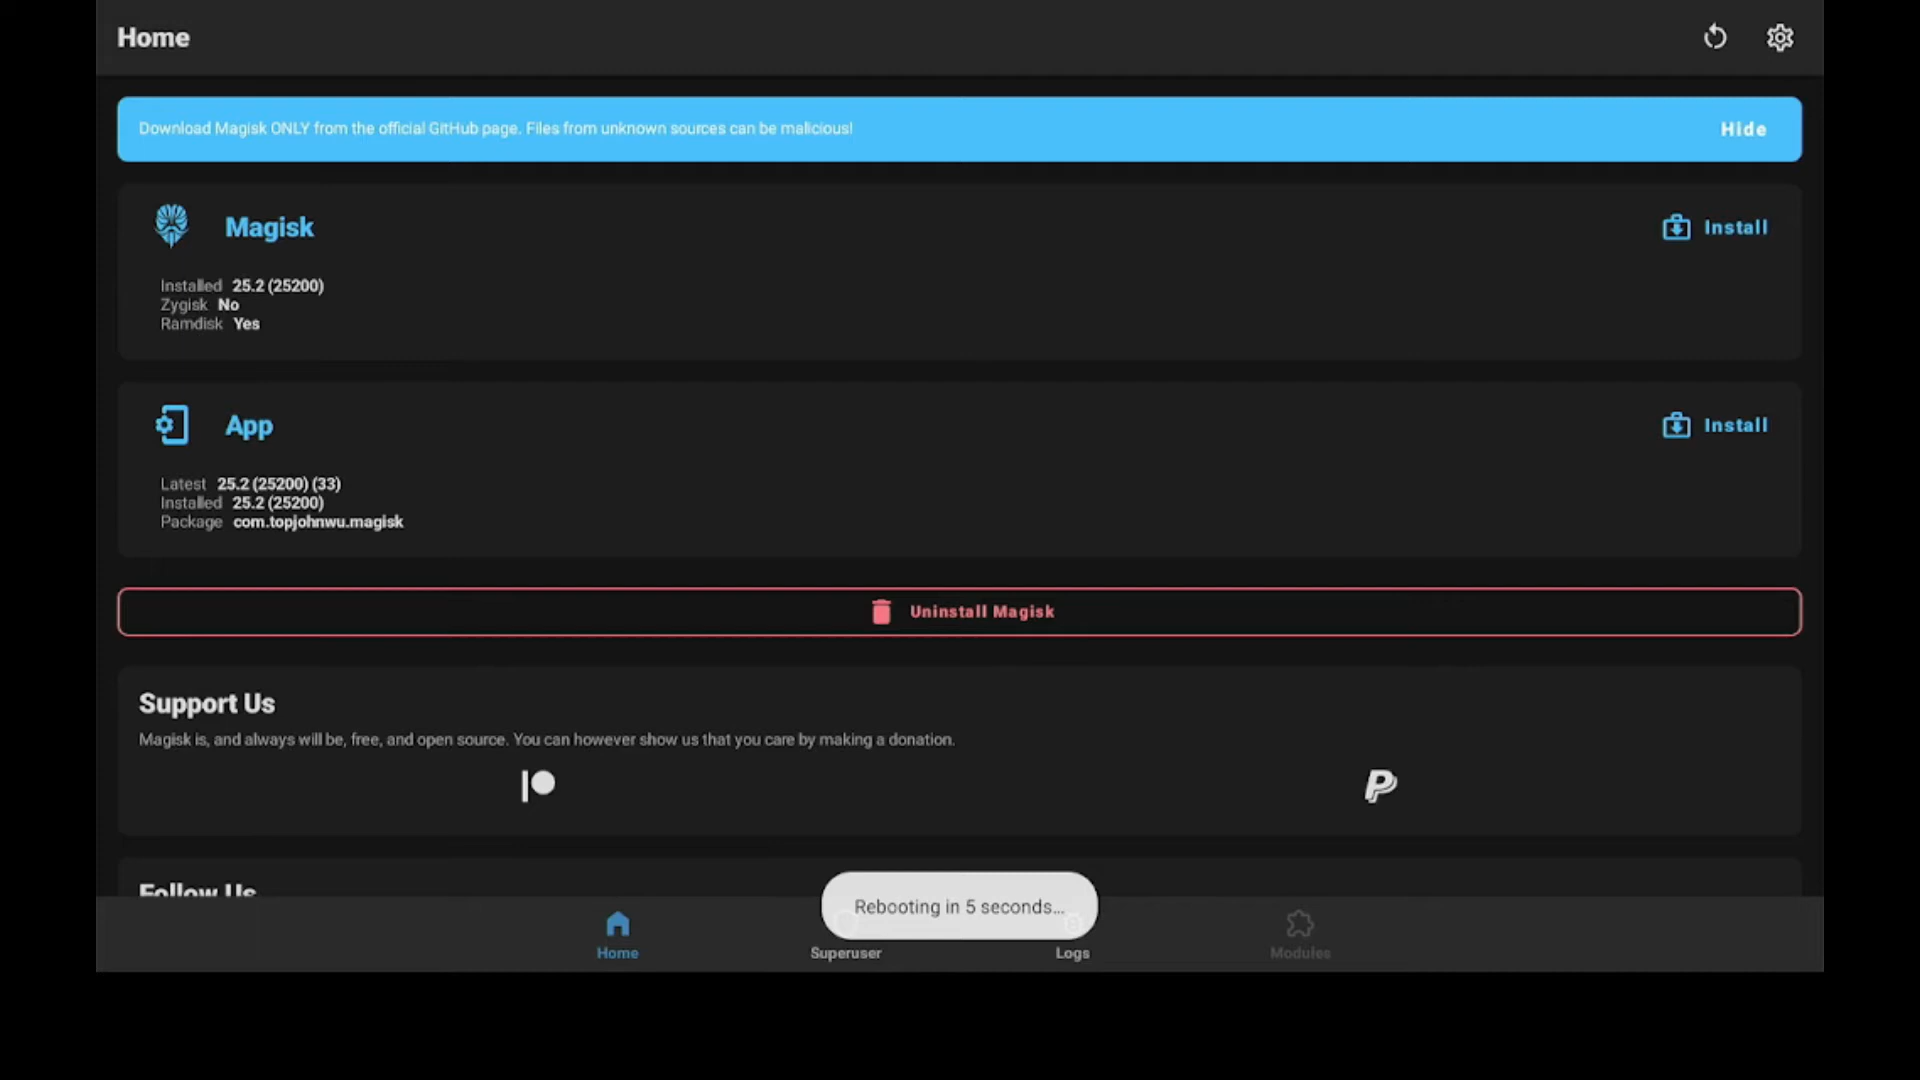 Home
Download Magisk ONLY from the official GitHub page. Files from unknown sources can be malicious!
Hide
Magisk
Install
Installed 25.2 (25200)
Zygisk No
Ramdisk Yes
App
Install
Latest 25.2 (25200) (33)
Installed 25.2 (25200)
Package com.topjohnwu.magisk
Uninstall Magisk
Support Us
Magisk is, and always will be, free, and open source. You can however show us that you care by making a donation.
Follow Us
Rebooting in 5 seconds...
Home
Superuser
Logs
Modules